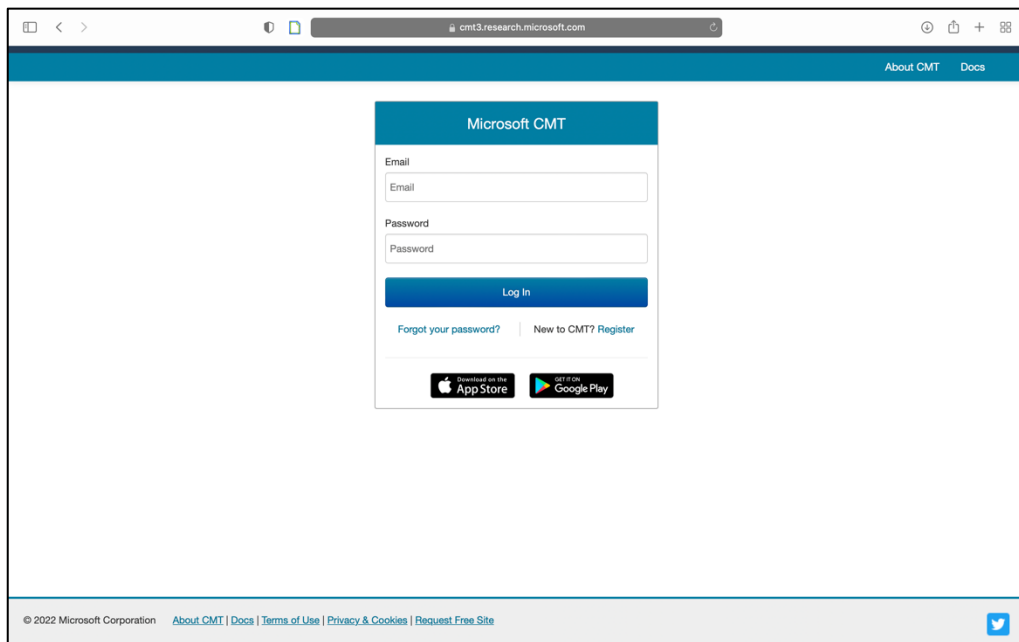 cmt3.research.microsoft.com
About CMT Docs
Microsoft CMT
Email
Email
Password
Password
Log In
Forgot your password? New to CMT? Register
Download on the
App Store
GET IT ON
Google Play
© 2022 Microsoft Corporation About CMT | Docs | Terms of Use | Privacy & Cookies | Request Free Site